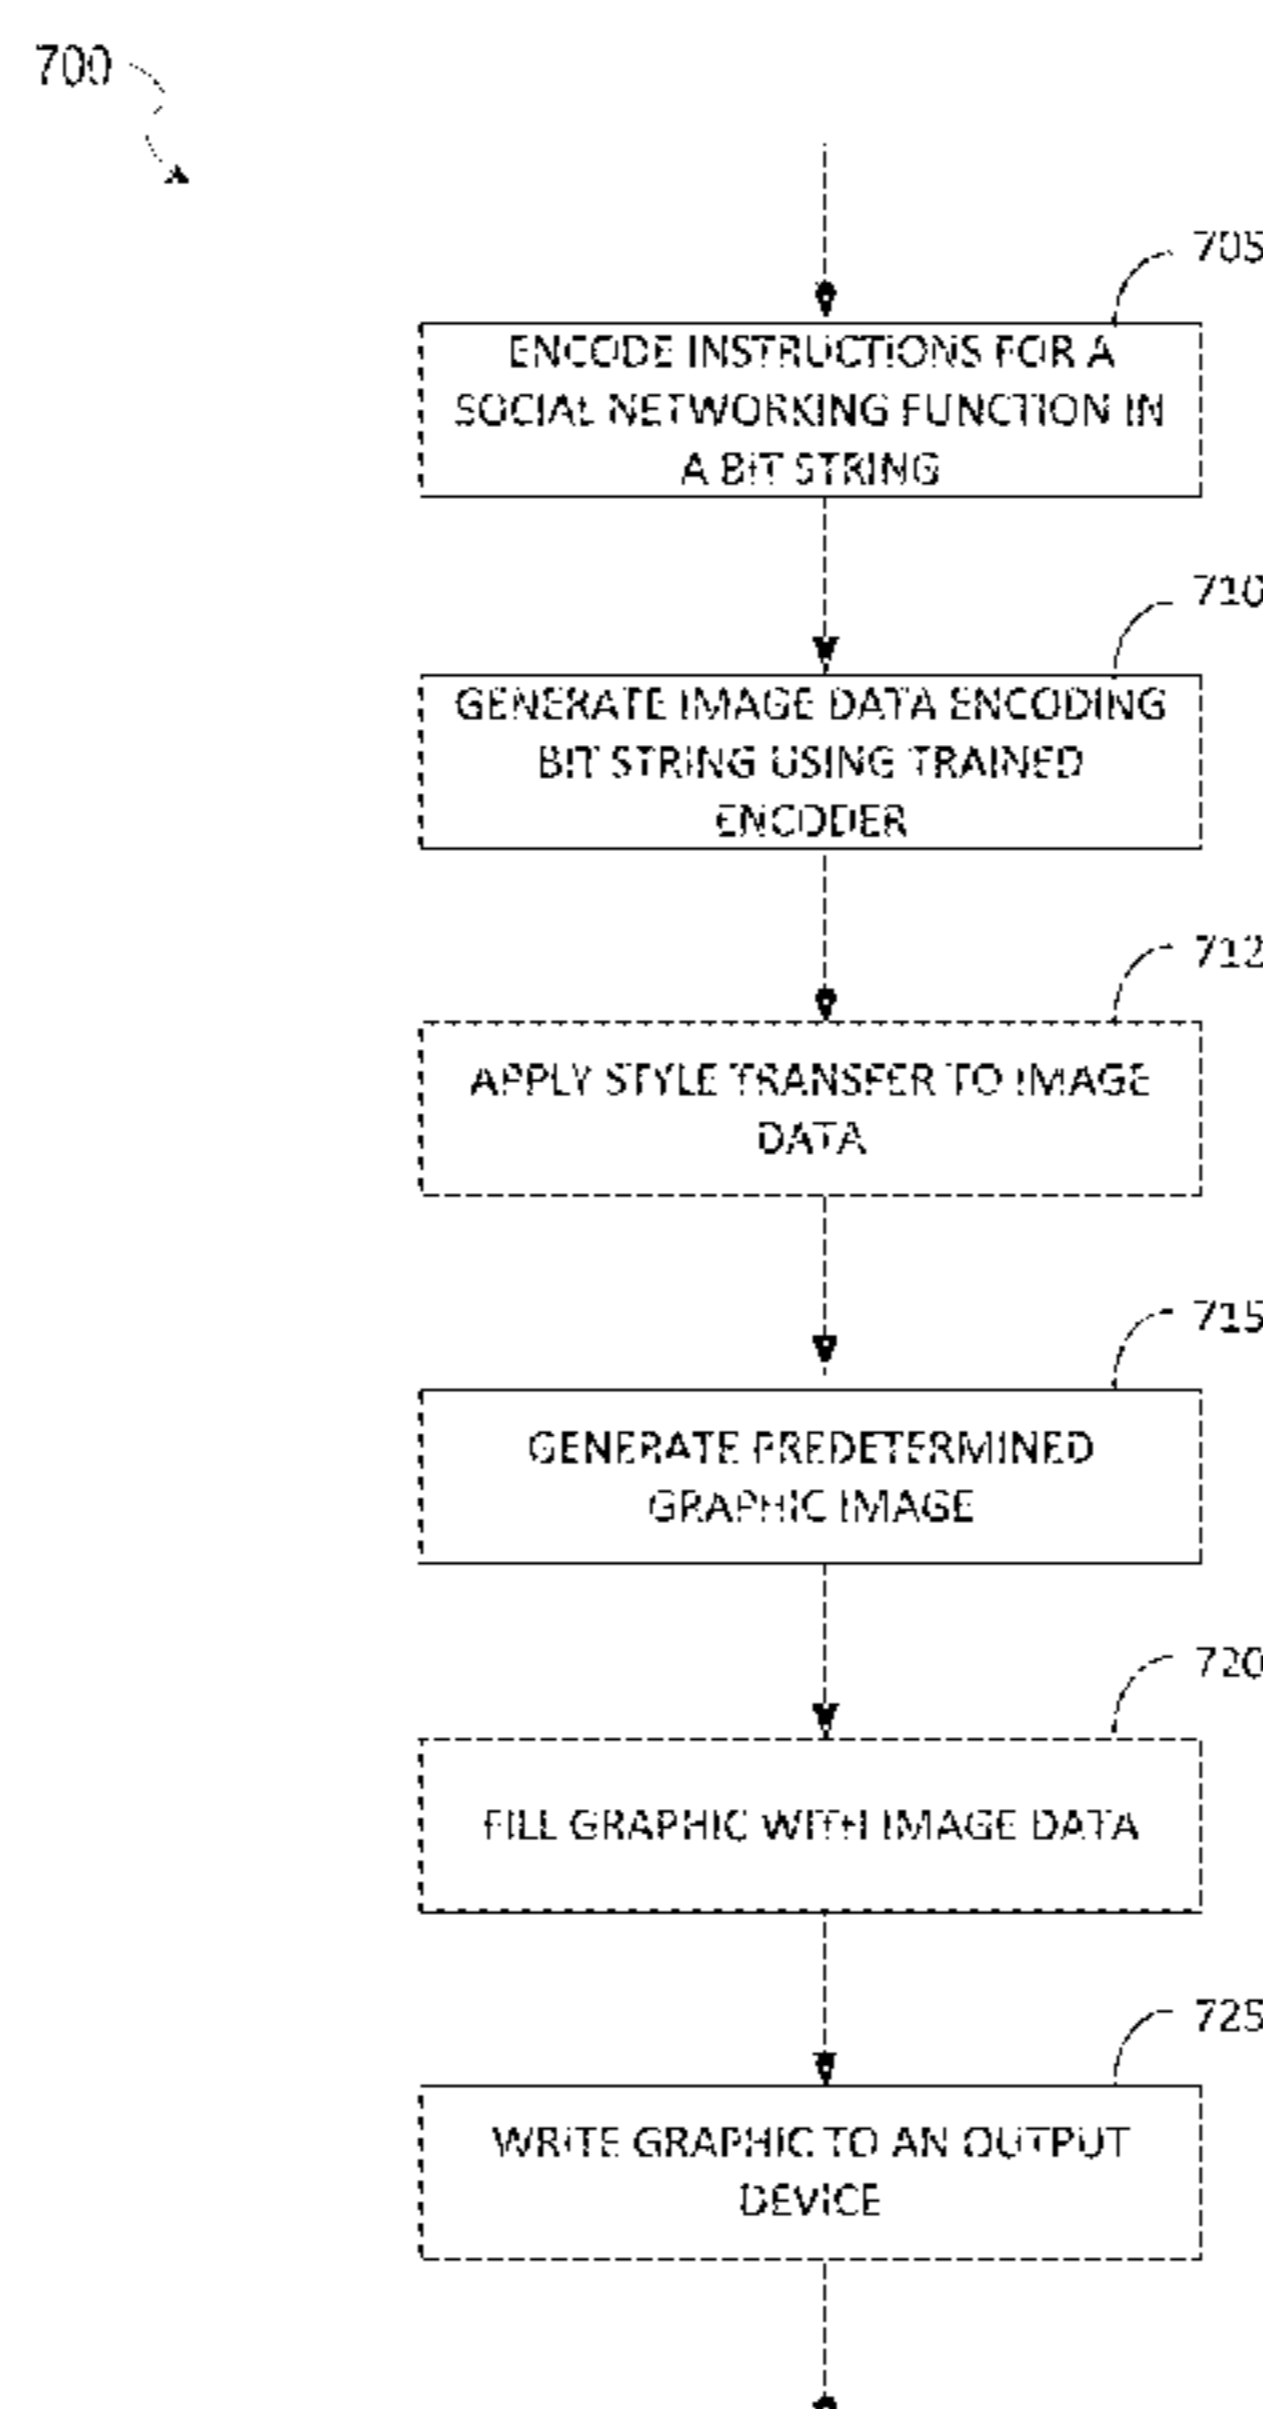 700
705
ENCODE INSTRUCTIONS FOR A
SOCIAL NETWORKING FUNCTION IN
A BIT STRING
710
GENERATE IMAGE DATA ENCODING
BIT STRING USING TRAINED
ENCODER
712
APPLY STYLE TRANSFER TO IMAGE
DATA
715
GENERATE PREDETERMINED
GRAPHIC IMAGE
720
FILL GRAPHIC WITH IMAGE DATA
725
WRITE GRAPHIC TO AN OUTPUT
DEVICE